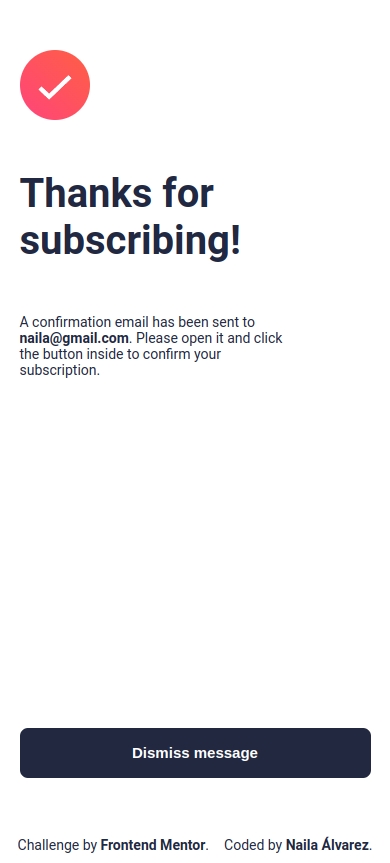 Thanks for
subscribing!
A confirmation email has been sent to
naila@gmail.com. Please open it and click
the button inside to confirm your
subscription.
Dismiss message
Challenge by Frontend Mentor. Coded by Naila Álvarez.